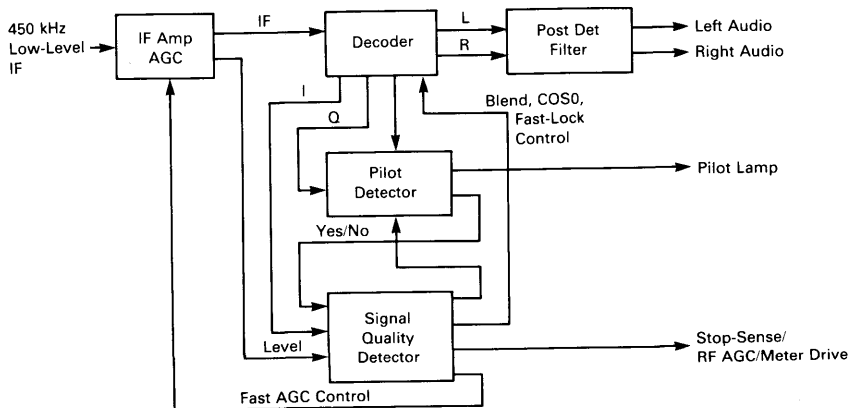 450 kHz
Low-Level
IF
IF Amp
AGC
IF
Decoder
L
R
Post Det
Filter
Left Audio
Right Audio
I
Q
Blend, COS0,
Fast-Lock
Control
Pilot
Detector
Pilot Lamp
Yes/No
Signal
Quality
Detector
Level
Stop-Sense/
RF AGC/Meter Drive
Fast AGC Control